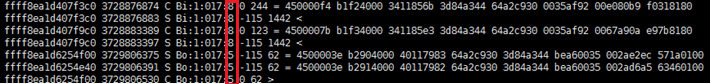 ffff8ea1d407f3c0 3728876874 C Bi:1:017:8 0 244 = 450000f4 b1f24000 3411856b 3d84a344 64a2c930 0035af92 00e080b9 f0318180
ffff8ea1d407f3c0 3728876883 S Bi:1:017:8 -115 1442 <
ffff8ea1d407f9c0 3728883389 C Bi:1:017:8 0 123 = 4500007b b1f34000 341185e3 3d84a344 64a2c930 0035af92 0067a90a e97b8180
ffff8ea1d407f9c0 3728883397 S Bi:1:017:8 -115 1442 <
ffff8ea1d6254f00 3729806375 S Bo:1:017:5 -115 62 = 4500003e b2904000 40117983 64a2c930 3d84a344 bea60035 002ae2ec 571a0100
ffff8ea1d6254e40 3729806391 S Bo:1:017:5 -115 62 = 4500003e b2914000 40117982 64a2c930 3d84a344 bea60035 002ad6a5 63460100
ffff8ea1d6254f00 3729806530 C Bo:1:017:5 0 62 >